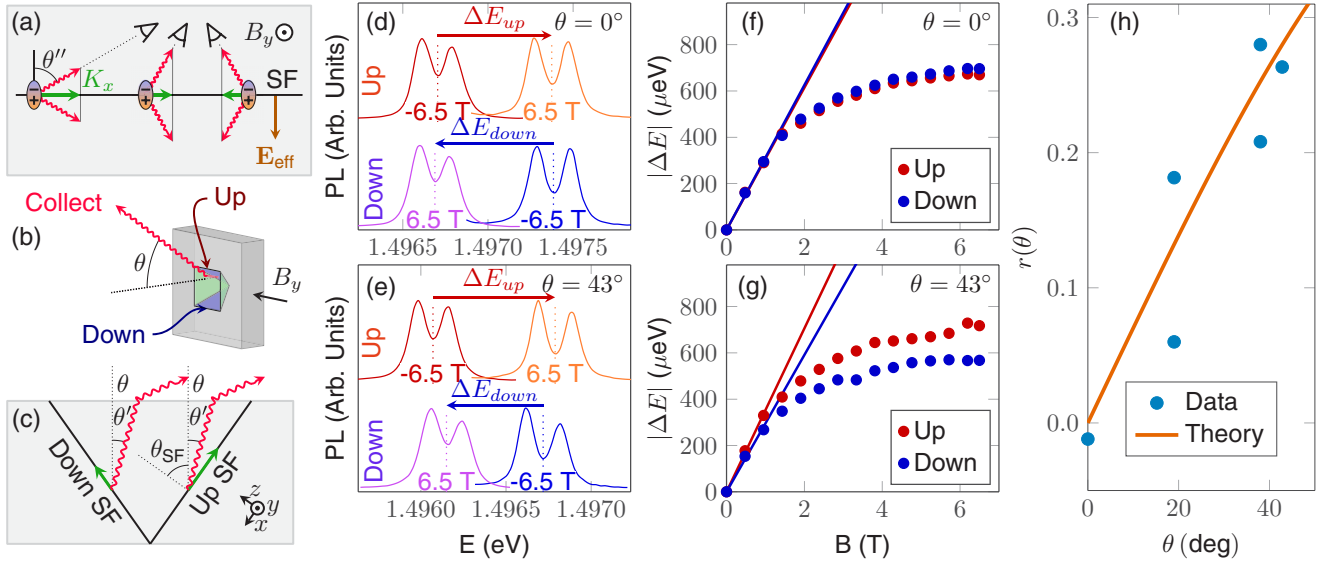 (a)
θ''
B_y ⊙
K_x
SF
E_eff
− + − + − +
(b)
Collect
Up
θ
B_y
Down
(c)
θ θ
θ' θ'
θ_SF
Down SF
Up SF
z
y
x
(d)
ΔE_up
θ = 0°
Up
-6.5 T
6.5 T
ΔE_down
Down
6.5 T
-6.5 T
1.4965 1.4970 1.4975
PL (Arb. Units)
(e)
ΔE_up
θ = 43°
Up
-6.5 T
6.5 T
ΔE_down
Down
6.5 T
-6.5 T
1.4960 1.4965 1.4970
PL (Arb. Units)
E (eV)
(f)
θ = 0°
800
600
400
200
0
|ΔE| (μeV)
Up
Down
0 2 4 6
(g)
θ = 43°
800
600
400
200
0
|ΔE| (μeV)
Up
Down
0 2 4 6
B (T)
(h)
0.3
0.2
0.1
0.0
r(θ)
Data
Theory
0 20 40
θ (deg)